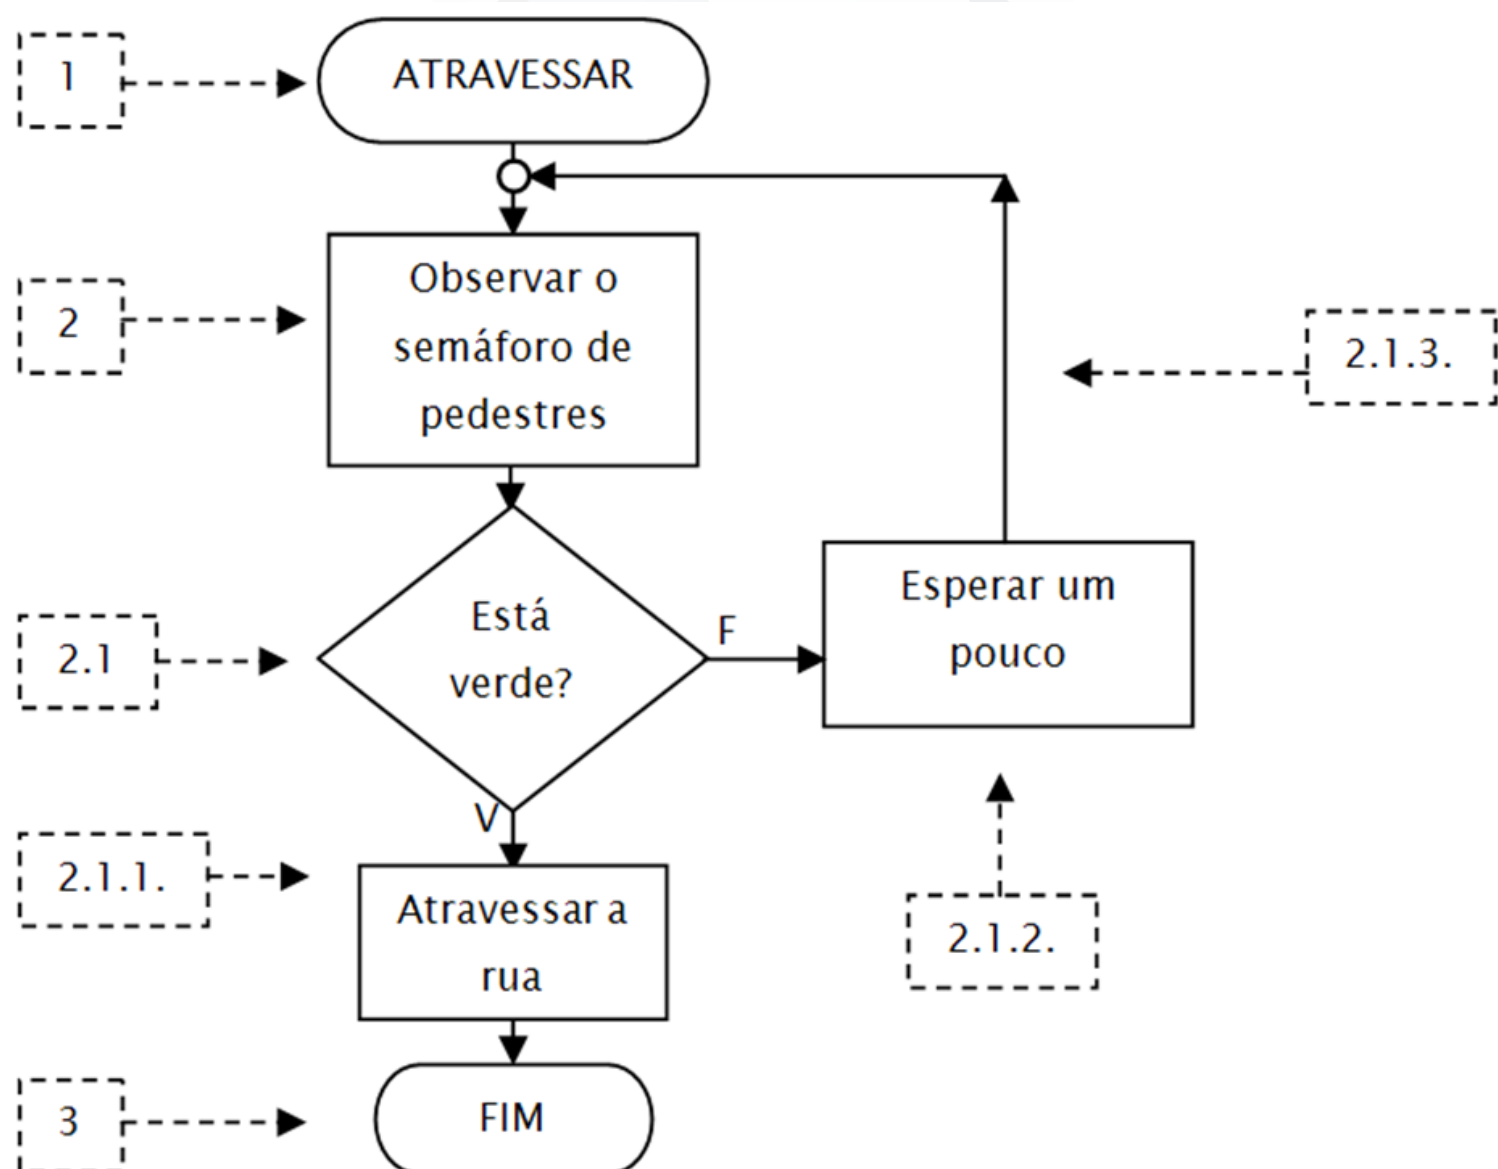 1
ATRAVESSAR
2
Observar o
semáforo de
pedestres
2.1.3.
2.1
Está
verde?
F
Esperar um
pouco
V
2.1.1.
Atravessar a
rua
2.1.2.
3
FIM